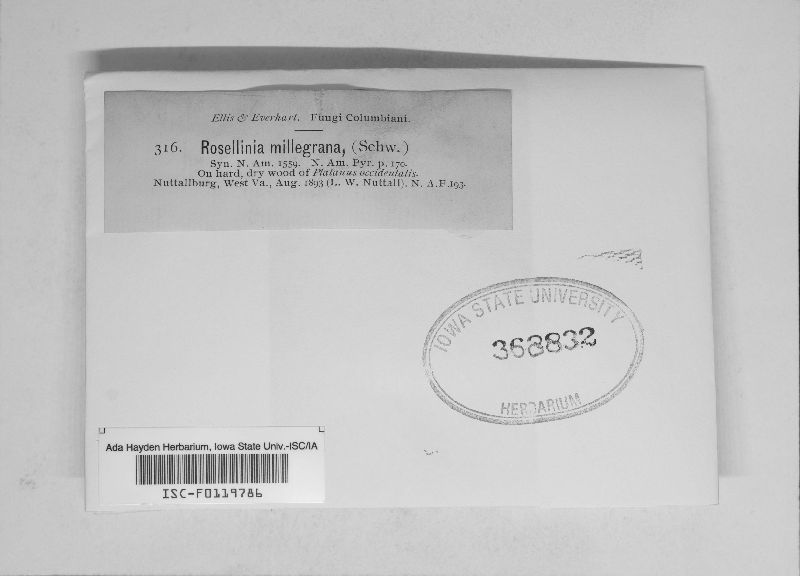 Ellis & Everhart. Fungi Columbiani.
316. Rosellinia millegrana, (Schw.)
Syn. N. Am. 1559. N. Am. Pyr. p. 170.
On hard, dry wood of Platanus occidentalis.
Nuttallburg, West Va., Aug. 1893 (L. W. Nuttall). N. A. F. 193.
IOWA STATE UNIVERSITY
368832
HERBARIUM
Ada Hayden Herbarium, Iowa State Univ.-ISC/IA
ISC-F0119786